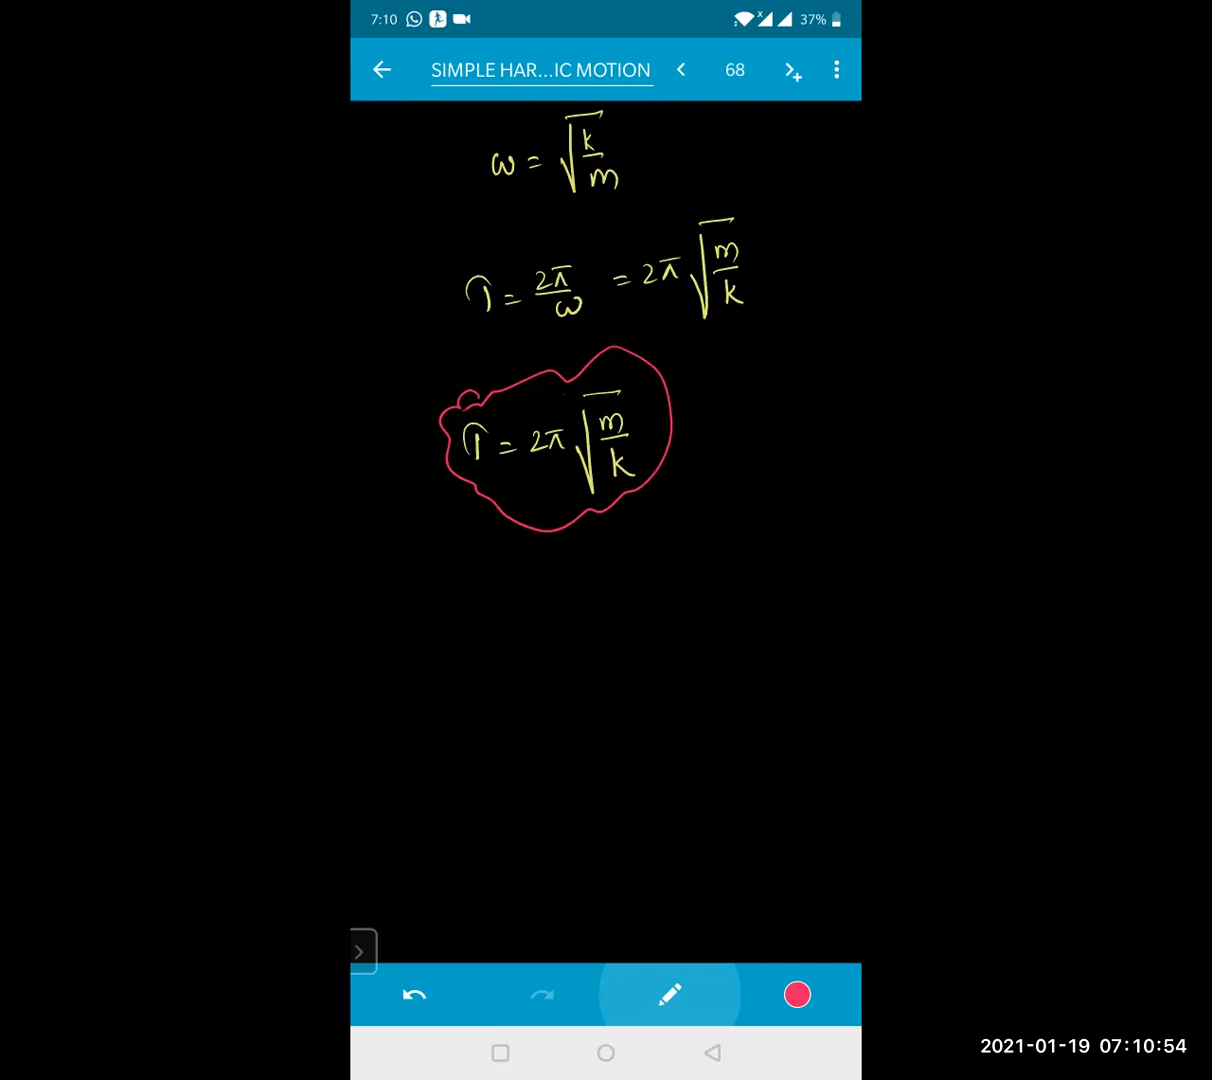 7:10 37%
SIMPLE HAR...IC MOTION 68
ω = √(k/m)
T = 2π/ω = 2π√(m/k)
T = 2π√(m/k)
2021-01-19 07:10:54